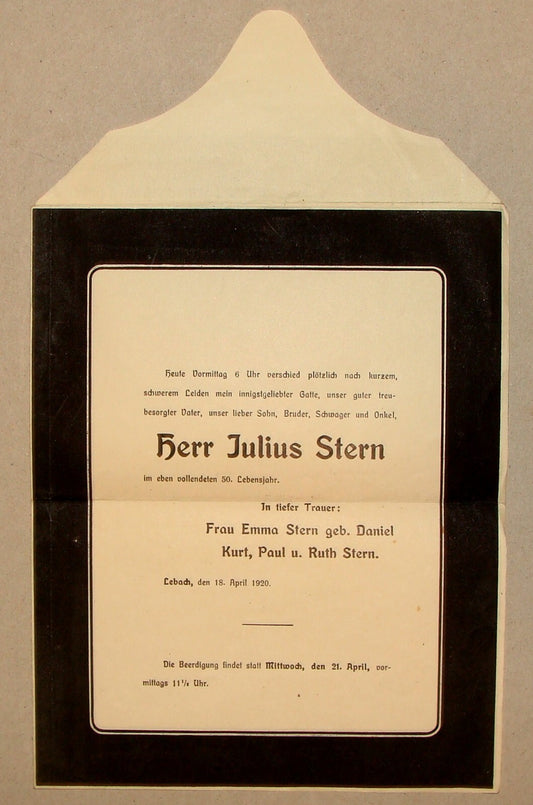 Heute Vormittag 6 Uhr verschied plötzlich nach kurzem,
schwerem Leiden mein innigstgeliebter Gatte, unser guter treu-
besorgter Vater, unser lieber Sohn, Bruder, Schwager und Onkel,
Herr Julius Stern
im eben vollendeten 50. Lebensjahr.
In tiefer Trauer:
Frau Emma Stern geb. Daniel
Kurt, Paul u. Ruth Stern.
Lebach, den 18. April 1920.
Die Beerdigung findet statt Mittwoch, den 21. April, vor-
mittags 11¼ Uhr.